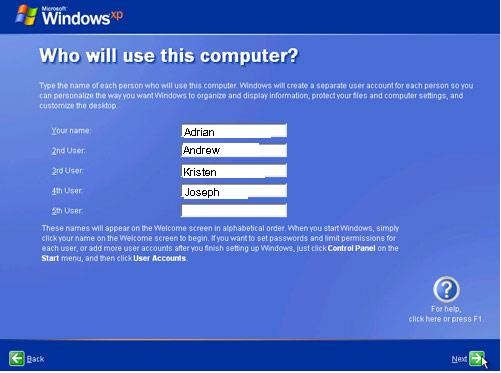 Microsoft
Windows xp
Who will use this computer?
Type the name of each person who will use this computer. Windows will create a separate user account for each person so you
can personalize the way you want Windows to organize and display information, protect your files and computer settings, and
customize the desktop.
Your name: Adrian
2nd User: Andrew
3rd User: Kristen
4th User: Joseph
5th User:
These names will appear on the Welcome screen in alphabetical order. When you start Windows, simply
click your name on the Welcome screen to begin. If you want to set passwords and limit permissions for
each user, or add more user accounts after you finish setting up Windows, just click Control Panel on the
Start menu, and then click User Accounts.
?
For help,
click here or press F1.
Back
Next